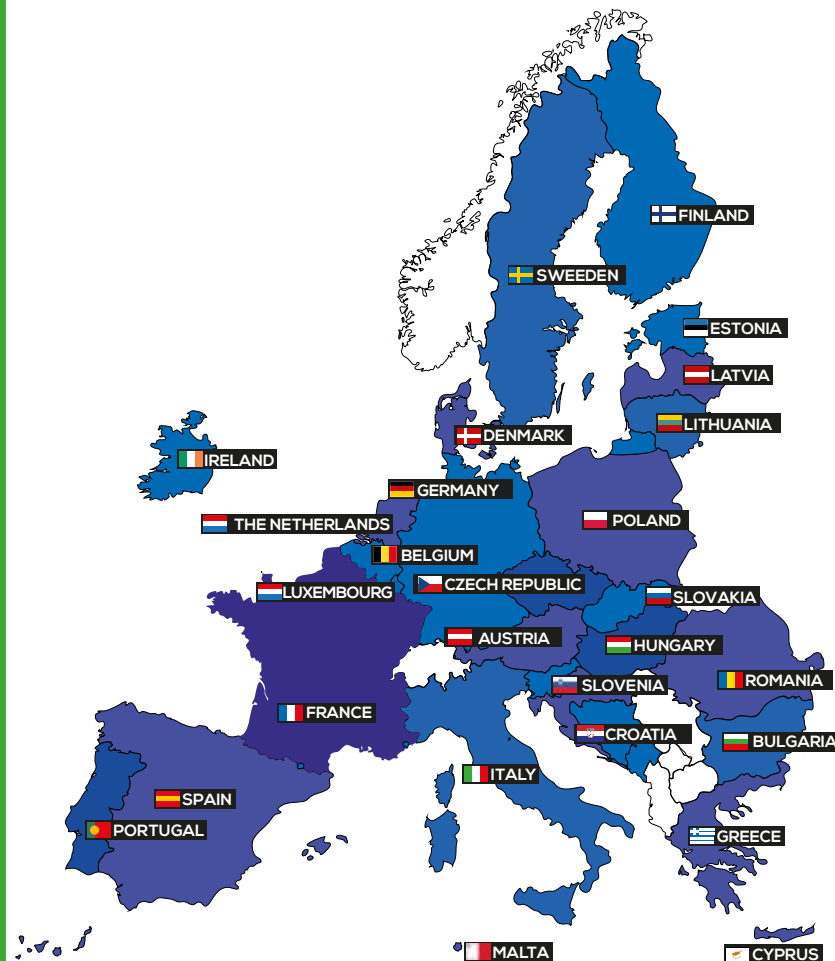 FINLAND
SWEEDEN
ESTONIA
LATVIA
LITHUANIA
DENMARK
IRELAND
GERMANY
THE NETHERLANDS
POLAND
BELGIUM
CZECH REPUBLIC
LUXEMBOURG
SLOVAKIA
AUSTRIA
HUNGARY
ROMANIA
SLOVENIA
FRANCE
CROATIA
BULGARIA
ITALY
SPAIN
PORTUGAL
GREECE
MALTA
CYPRUS